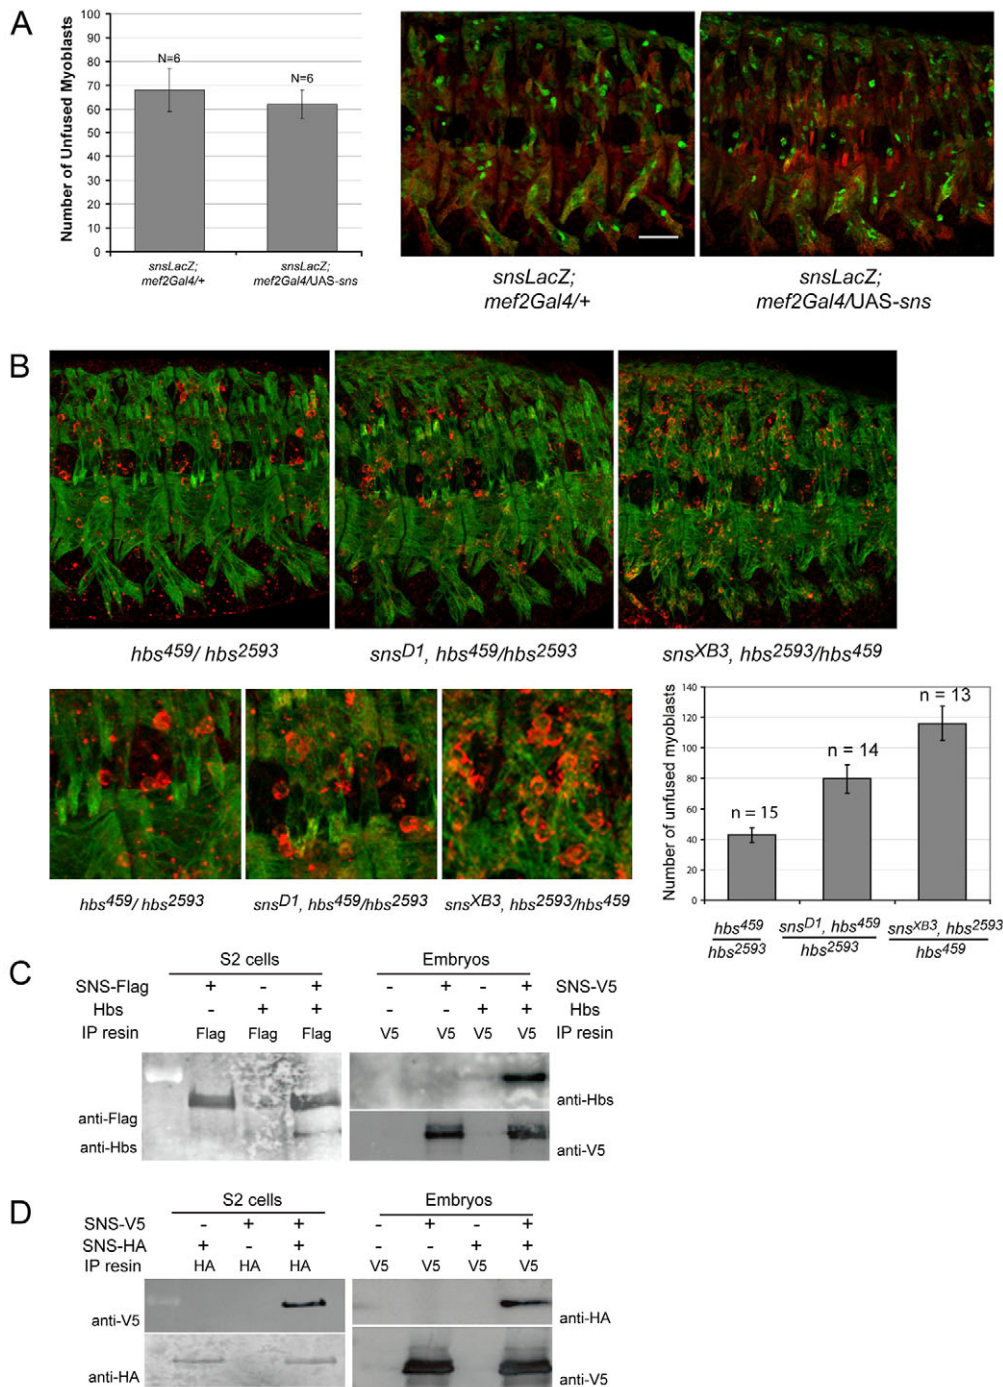 A
Number of Unfused Myoblasts
100
90
80
70
60
50
40
30
20
10
0
N=6
N=6
snsLacZ;
mef2Gal4/+
snsLacZ;
mef2Gal4/UAS-sns
snsLacZ;
mef2Gal4/+
snsLacZ;
mef2Gal4/UAS-sns
B
hbs459/ hbs2593
snsD1, hbs459/hbs2593
snsXB3, hbs2593/hbs459
hbs459/ hbs2593
snsD1, hbs459/hbs2593
snsXB3, hbs2593/hbs459
Number of unfused myoblasts
140
120
100
80
60
40
20
0
n = 15
n = 14
n = 13
hbs459
hbs2593
snsD1, hbs459
hbs2593
snsXB3, hbs2593
hbs459
C
S2 cells
Embryos
SNS-Flag + - + - + - + SNS-V5
Hbs - + + - - + + Hbs
IP resin Flag Flag Flag V5 V5 V5 V5 IP resin
anti-Flag
anti-Hbs
anti-Hbs
anti-V5
D
S2 cells
Embryos
SNS-V5 - + + - + - +
SNS-HA + - + - - + +
IP resin HA HA HA V5 V5 V5 V5
anti-V5
anti-HA
anti-HA
anti-V5